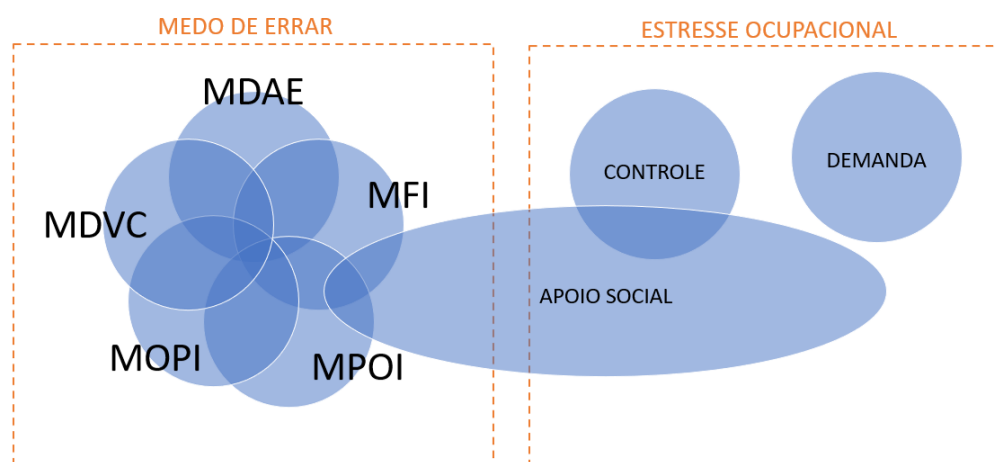 MEDO DE ERRAR
ESTRESSE OCUPACIONAL
MDAE
MFI
MDVC
MOPI
MPOI
CONTROLE
DEMANDA
APOIO SOCIAL